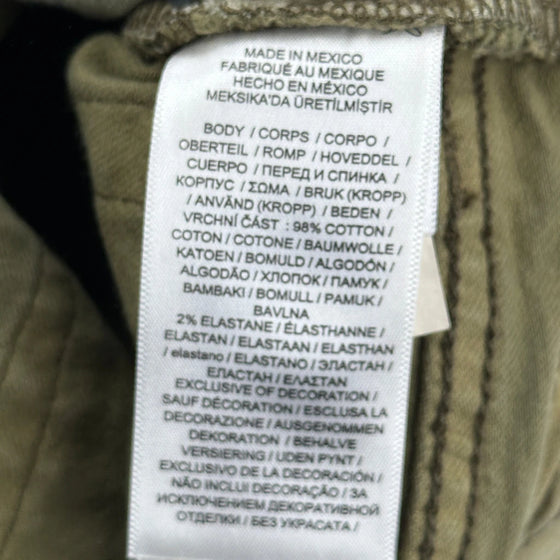 MADE IN MEXICO
FABRIQUÉ AU MEXIQUE
HECHO EN MÉXICO
MEKSIKA'DA ÜRETİLMİŞTİR
BODY / CORPS / CORPO /
OBERTEIL / ROMP / HOVEDDEL /
CUERPO / ПЕРЕД И СПИНКА /
КОРПУС / ΣΩΜΑ / BRUK (KROPP)
/ ANVÄND (KROPP) / BEDEN /
VRCHNÍ ČÁST : 98% COTTON /
COTON / COTONE / BAUMWOLLE /
KATOEN / BOMULD / ALGODÓN /
ALGODÃO / ХЛОПОК / ПАМУК /
BAMBAKI / BOMULL / PAMUK /
BAVLNA
2% ELASTANE / ÉLASTHANNE /
ELASTAN / ELASTAAN / ELASTHAN
/ elastano / ELASTANO / ЭЛАСТАН /
ЕЛАСТАН / ΕΛΑΣΤΑΝ
EXCLUSIVE OF DECORATION /
SAUF DÉCORATION / ESCLUSA LA
DECORAZIONE / AUSGENOMMEN
DEKORATION / BEHALVE
VERSIERING / UDEN PYNT /
EXCLUSIVO DE LA DECORACIÓN /
NÃO INCLUI DECORAÇÃO / ЗА
ИСКЛЮЧЕНИЕМ ДЕКОРАТИВНОЙ
ОТДЕЛКИ / БЕЗ УКРАСАТА /